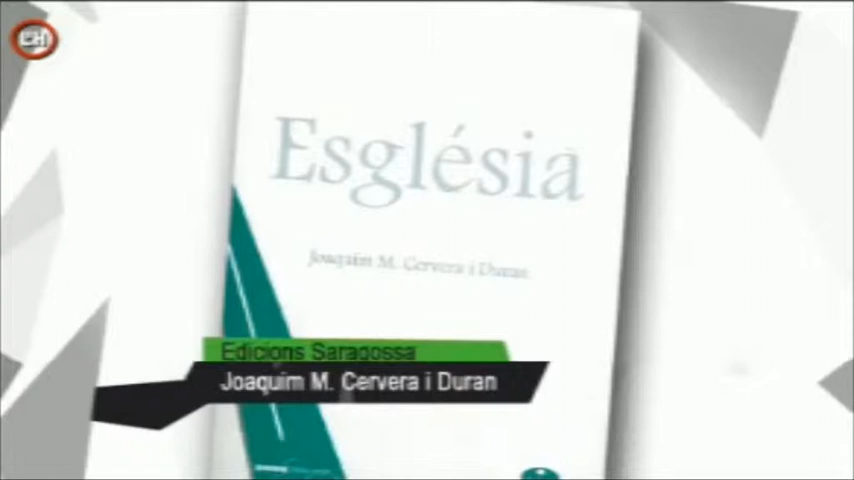 L'H
Església
Joaquim M. Cervera i Duran
Edicions Saragossa
Joaquim M. Cervera i Duran